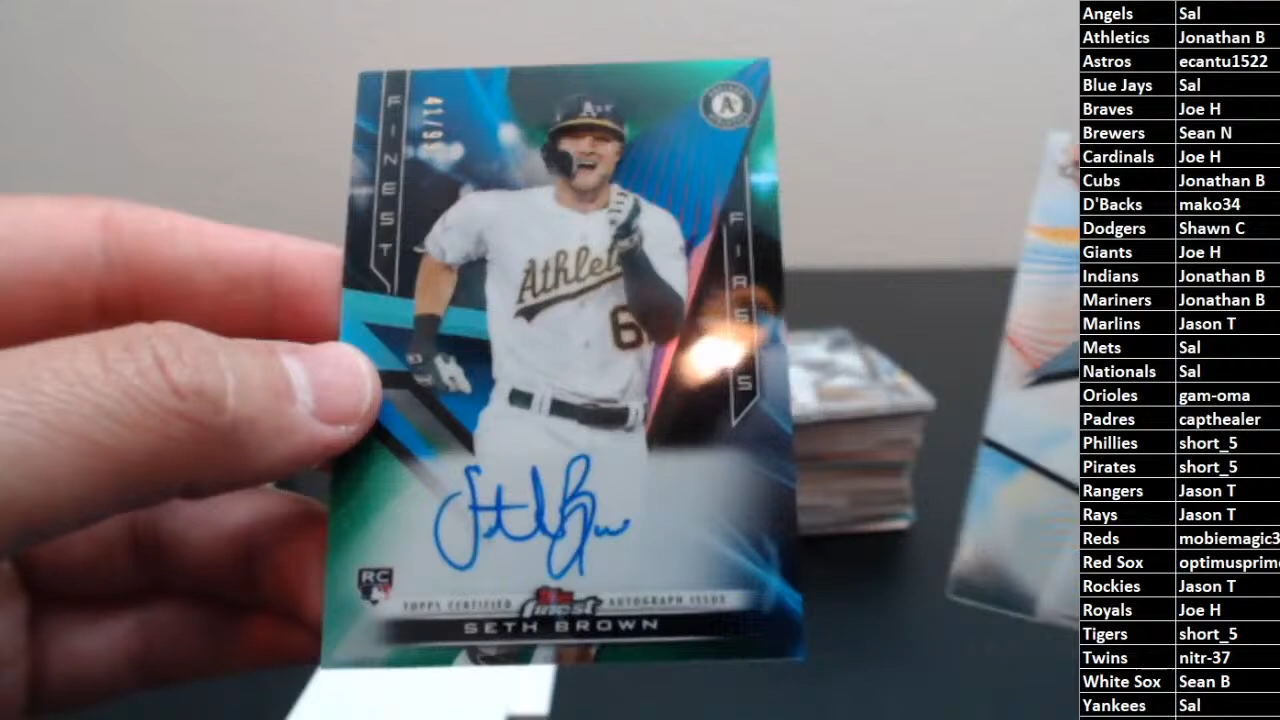 FINEST
41/99
A's
A
FIRSTS
Athlet
6
Seth Brown
RC
TOPPS CERTIFIED finest AUTOGRAPH ISSUE
SETH BROWN
Angels Sal
Athletics Jonathan B
Astros ecantu1522
Blue Jays Sal
Braves Joe H
Brewers Sean N
Cardinals Joe H
Cubs Jonathan B
D'Backs mako34
Dodgers Shawn C
Giants Joe H
Indians Jonathan B
Mariners Jonathan B
Marlins Jason T
Mets Sal
Nationals Sal
Orioles gam-oma
Padres capthealer
Phillies short_5
Pirates short_5
Rangers Jason T
Rays Jason T
Reds mobiemagic3
Red Sox optimusprim
Rockies Jason T
Royals Joe H
Tigers short_5
Twins nitr-37
White Sox Sean B
Yankees Sal